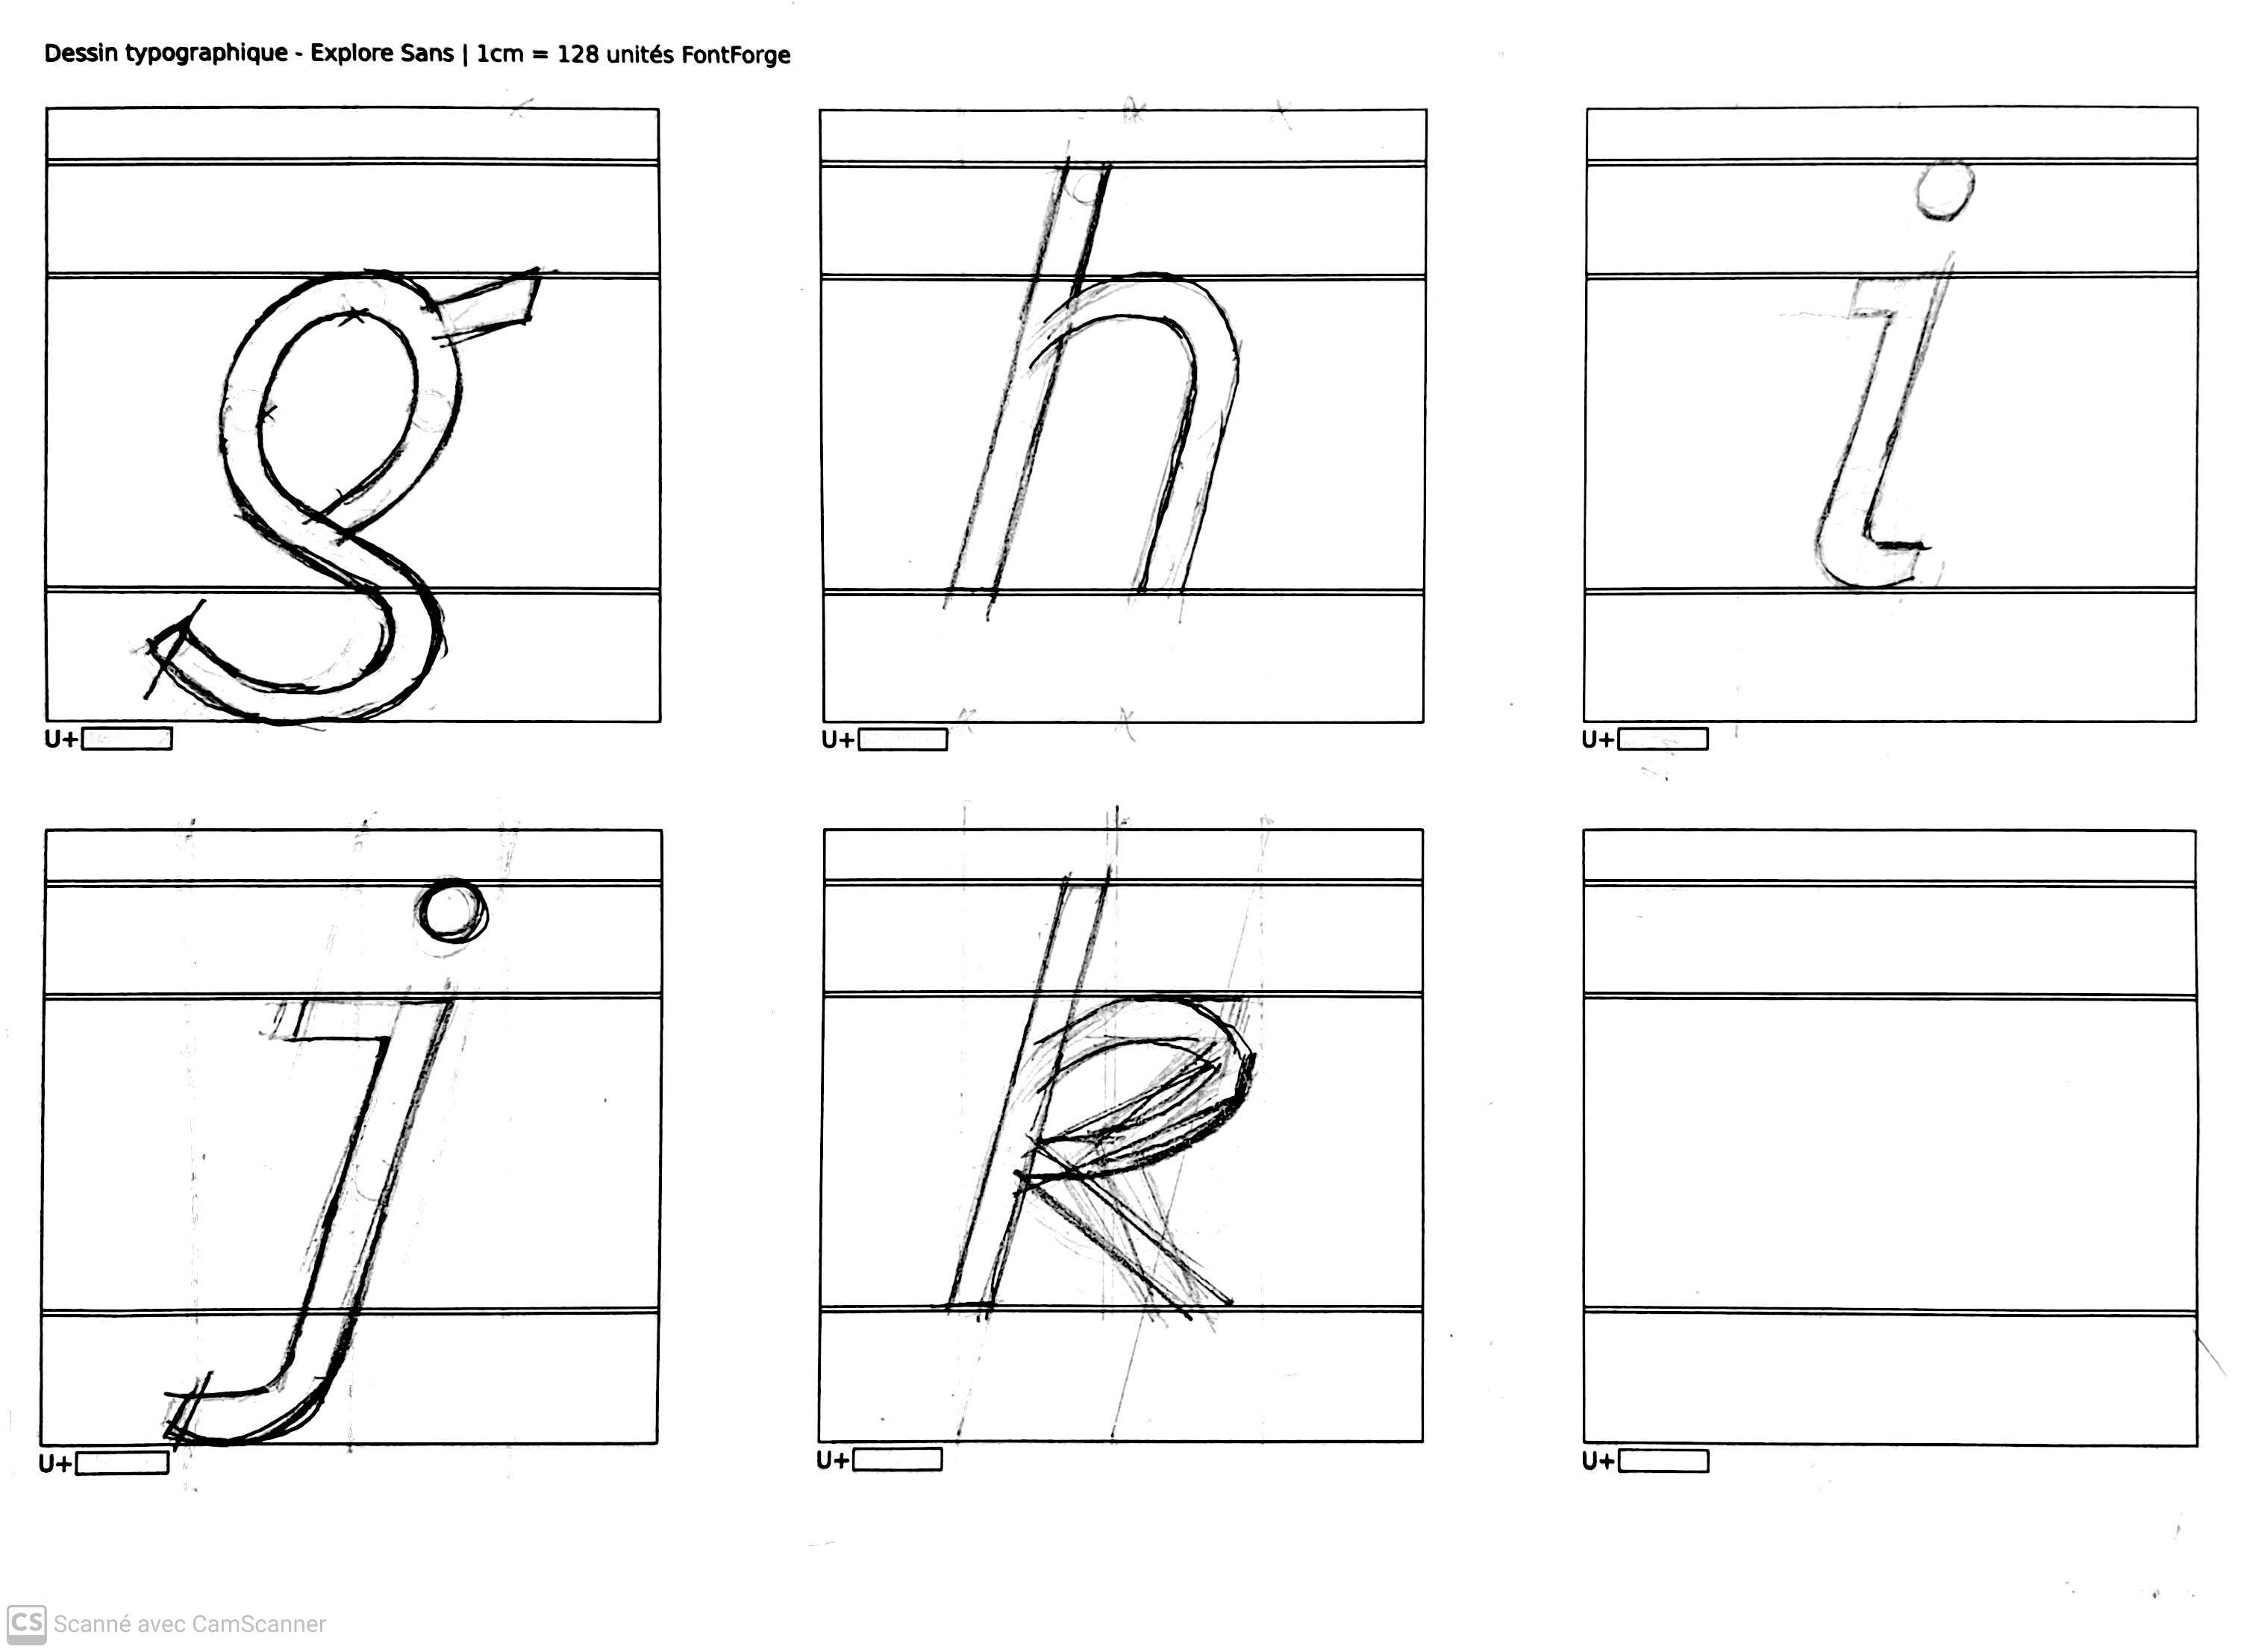 Dessin typographique - Explore Sans | 1cm = 128 unités FontForge
g h i
U+ U+ U+
j k
U+ U+ U+
CS Scanné avec CamScanner